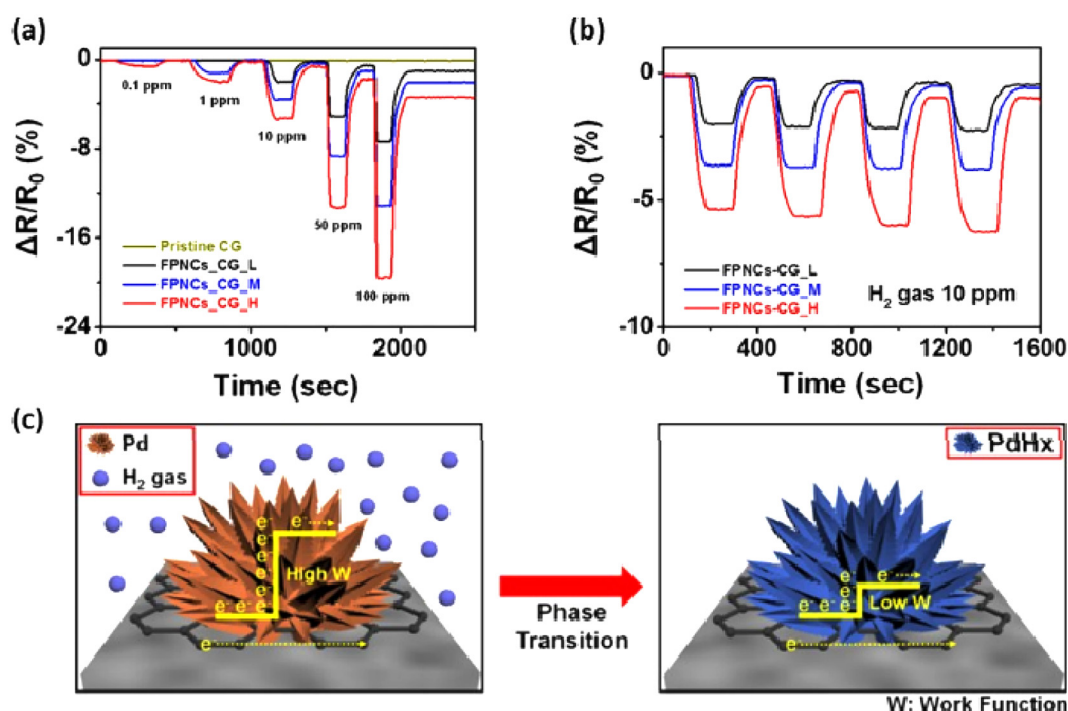 (a)
0
-8
-16
-24
ΔR/R0 (%)
0.1 ppm
1 ppm
10 ppm
50 ppm
100 ppm
Pristine CG
FPNCs_CG_L
FPNCs_CG_M
FPNCs_CG_H
0 1000 2000
Time (sec)
(b)
0
-5
-10
ΔR/R0 (%)
FPNCs-CG_L
FPNCs-CG_M
FPNCs-CG_H
H2 gas 10 ppm
0 400 800 1200 1600
Time (sec)
(c)
Pd
H2 gas
e- e-
e-
e-
e-
e-
High W
e- e- e-
e-
Phase
Transition
PdHx
e- e-
e-
e- e- e-
Low W
e-
W: Work Function